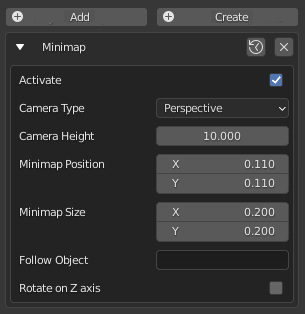 Add Create
Minimap
Activate
Camera Type Perspective
Camera Height 10.000
Minimap Position X 0.110
Y 0.110
Minimap Size X 0.200
Y 0.200
Follow Object
Rotate on Z axis